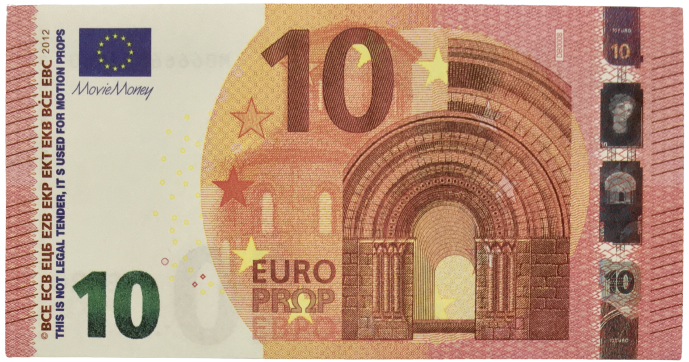 ©BCE ECB ЕЦБ EZB EKP EKT EKB BĊE EBC 2012
THIS IS NOT LEGAL TENDER, IT S USED FOR MOTION PROPS
MovieMoney
10
10
EURO
PROP
10
10